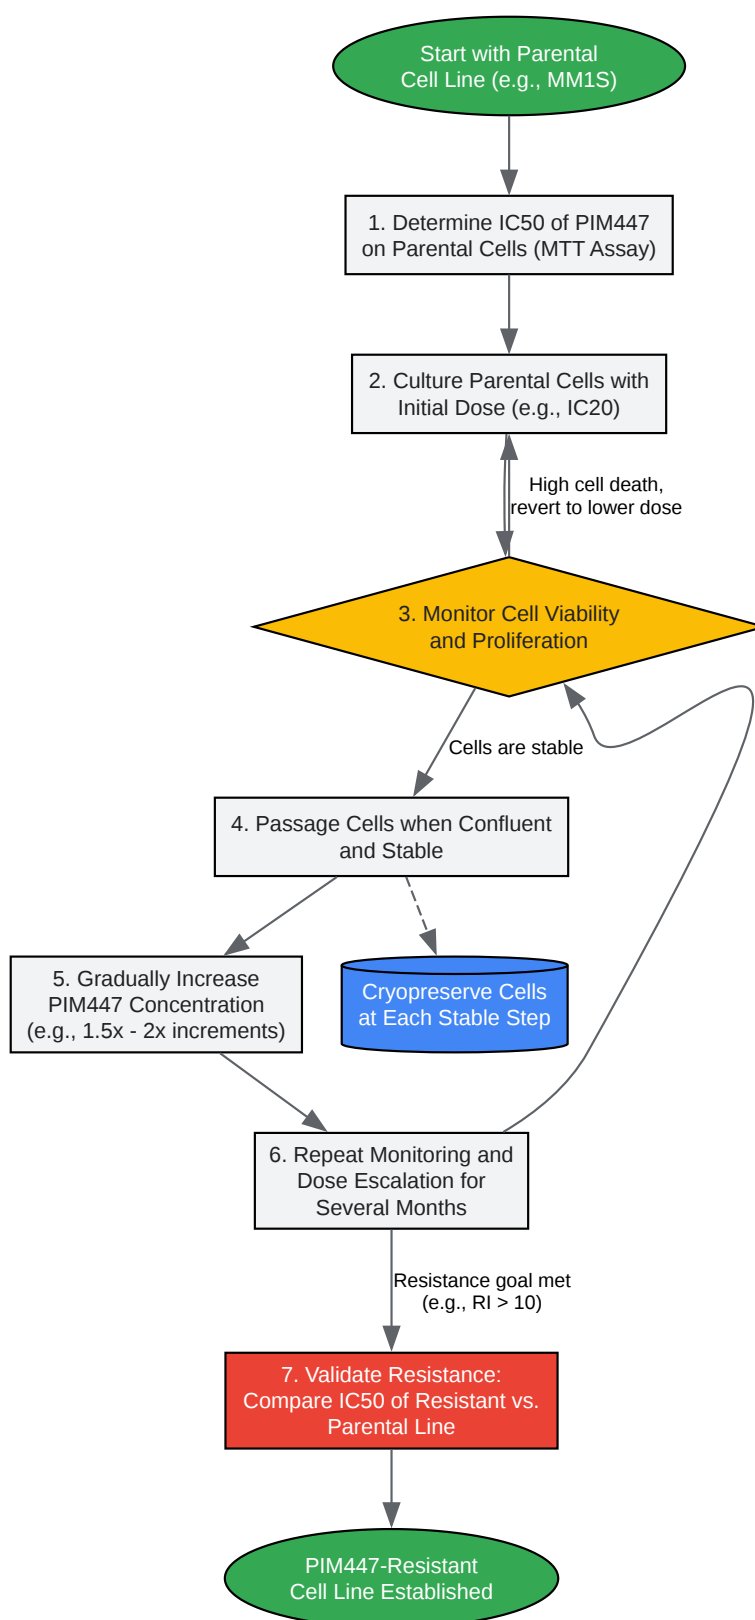 Start with Parental
Cell Line (e.g., MM1S)
1. Determine IC50 of PIM447
on Parental Cells (MTT Assay)
2. Culture Parental Cells with
Initial Dose (e.g., IC20)
High cell death,
revert to lower dose
3. Monitor Cell Viability
and Proliferation
Cells are stable
4. Passage Cells when Confluent
and Stable
5. Gradually Increase
PIM447 Concentration
(e.g., 1.5x - 2x increments)
Cryopreserve Cells
at Each Stable Step
6. Repeat Monitoring and
Dose Escalation for
Several Months
Resistance goal met
(e.g., RI > 10)
7. Validate Resistance:
Compare IC50 of Resistant vs.
Parental Line
PIM447-Resistant
Cell Line Established